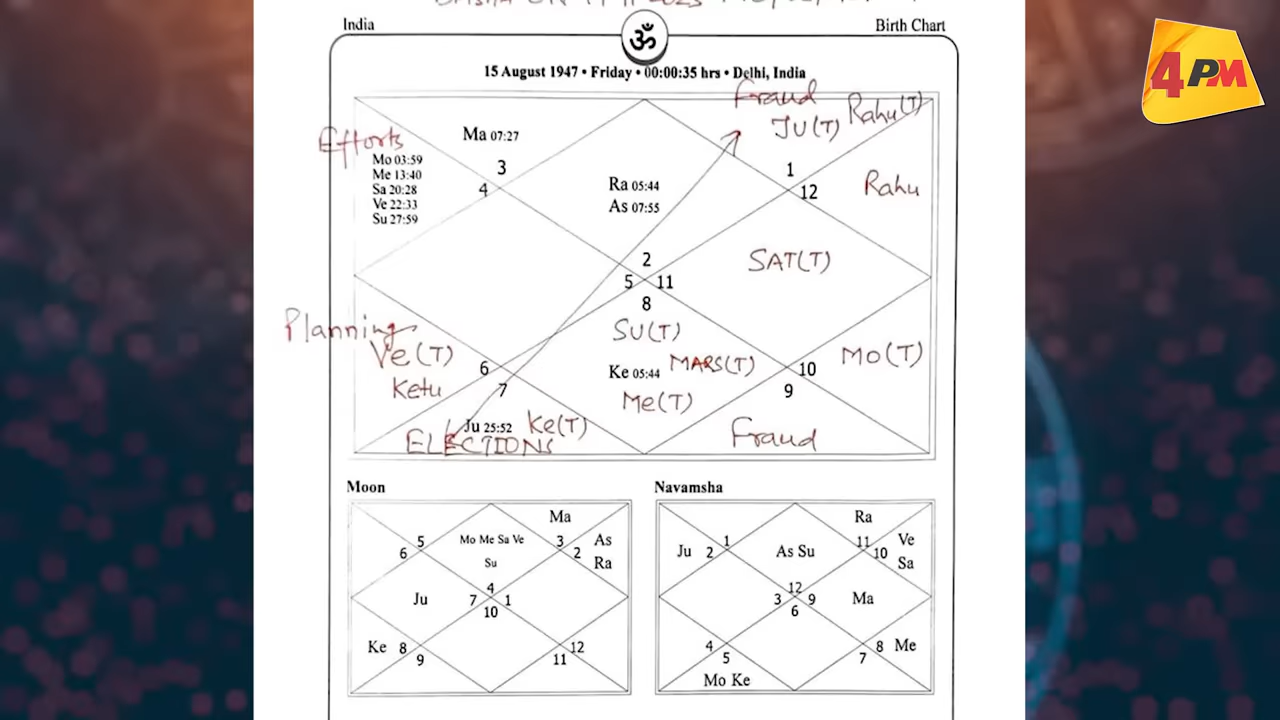 India
Birth Chart
ॐ
4PM
15 August 1947 • Friday • 00:00:35 hrs • Delhi, India
Fraud
Rahu(T)
JU(T)
Efforts
Ma 07:27
Mo 03:59
Me 13:40
Sa 20:28
Ve 22:33
Su 27:59
3
4
1
12
Ra 05:44
As 07:55
Rahu
2
5
11
8
SAT(T)
Planning
Ve(T)
Ketu
6
7
SU(T)
Ke 05:44
MARS(T)
Me(T)
10
9
Mo(T)
Ju 25:52
Ke(T)
ELECTIONS
Fraud
Moon
Navamsha
Ma
5
6
Mo Me Sa Ve
Su
3
2
As
Ra
Ju
4
7
1
10
Ke
8
9
12
11
Ra
Ju
2
1
As Su
11
10
Ve
Sa
12
3
9
6
Ma
4
5
8
7
Me
Mo Ke